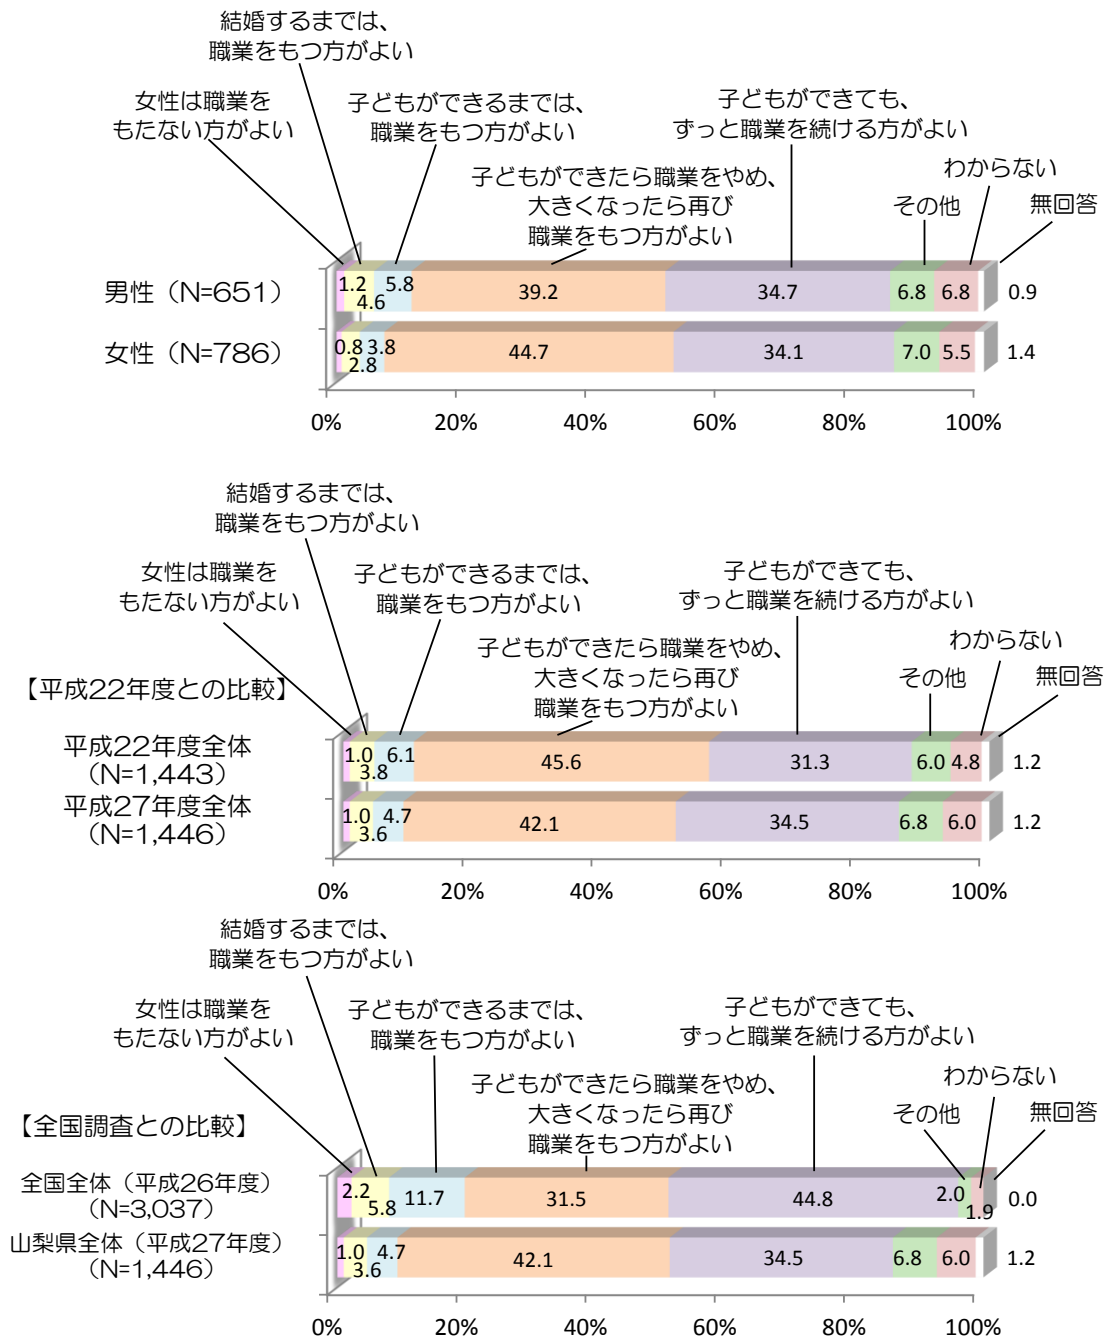 結婚するまでは、
職業をもつ方がよい
女性は職業を
もたない方がよい
子どもができるまでは、
職業をもつ方がよい
子どもができても、
ずっと職業を続ける方がよい
子どもができたら職業をやめ、
大きくなったら再び
職業をもつ方がよい
わからない
その他
無回答
男性（N=651）
1.2
4.6
5.8
39.2
34.7
6.8
6.8
0.9
女性（N=786）
0.8
2.8
3.8
44.7
34.1
7.0
5.5
1.4
0%
20%
40%
60%
80%
100%
結婚するまでは、
職業をもつ方がよい
女性は職業を
もたない方がよい
子どもができるまでは、
職業をもつ方がよい
子どもができても、
ずっと職業を続ける方がよい
子どもができたら職業をやめ、
大きくなったら再び
職業をもつ方がよい
わからない
その他
無回答
【平成22年度との比較】
平成22年度全体
（N=1,443）
1.0
3.8
6.1
45.6
31.3
6.0
4.8
1.2
平成27年度全体
（N=1,446）
1.0
3.6
4.7
42.1
34.5
6.8
6.0
1.2
0%
20%
40%
60%
80%
100%
結婚するまでは、
職業をもつ方がよい
女性は職業を
もたない方がよい
子どもができるまでは、
職業をもつ方がよい
子どもができても、
ずっと職業を続ける方がよい
子どもができたら職業をやめ、
大きくなったら再び
職業をもつ方がよい
わからない
その他
無回答
【全国調査との比較】
全国全体（平成26年度）
（N=3,037）
2.2
5.8
11.7
31.5
44.8
2.0
1.9
0.0
山梨県全体（平成27年度）
（N=1,446）
1.0
3.6
4.7
42.1
34.5
6.8
6.0
1.2
0%
20%
40%
60%
80%
100%